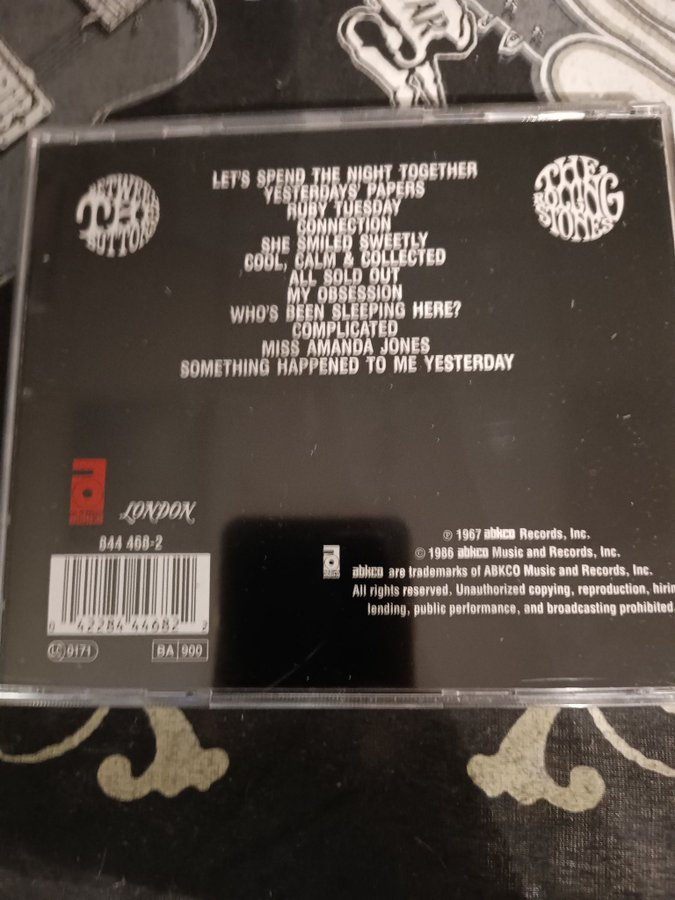 BETWEEN
THE
BUTTONS
THE
ROLLING
STONES
LET'S SPEND THE NIGHT TOGETHER
YESTERDAYS' PAPERS
RUBY TUESDAY
CONNECTION
SHE SMILED SWEETLY
COOL, CALM & COLLECTED
ALL SOLD OUT
MY OBSESSION
WHO'S BEEN SLEEPING HERE?
COMPLICATED
MISS AMANDA JONES
SOMETHING HAPPENED TO ME YESTERDAY
LONDON
844 468-2
0 42284 44682 2
LC 0171
BA 900
℗ 1967 abkco Records, Inc.
© 1986 abkco Music and Records, Inc.
abkco are trademarks of ABKCO Music and Records, Inc.
All rights reserved. Unauthorized copying, reproduction, hirin
lending, public performance, and broadcasting prohibited.